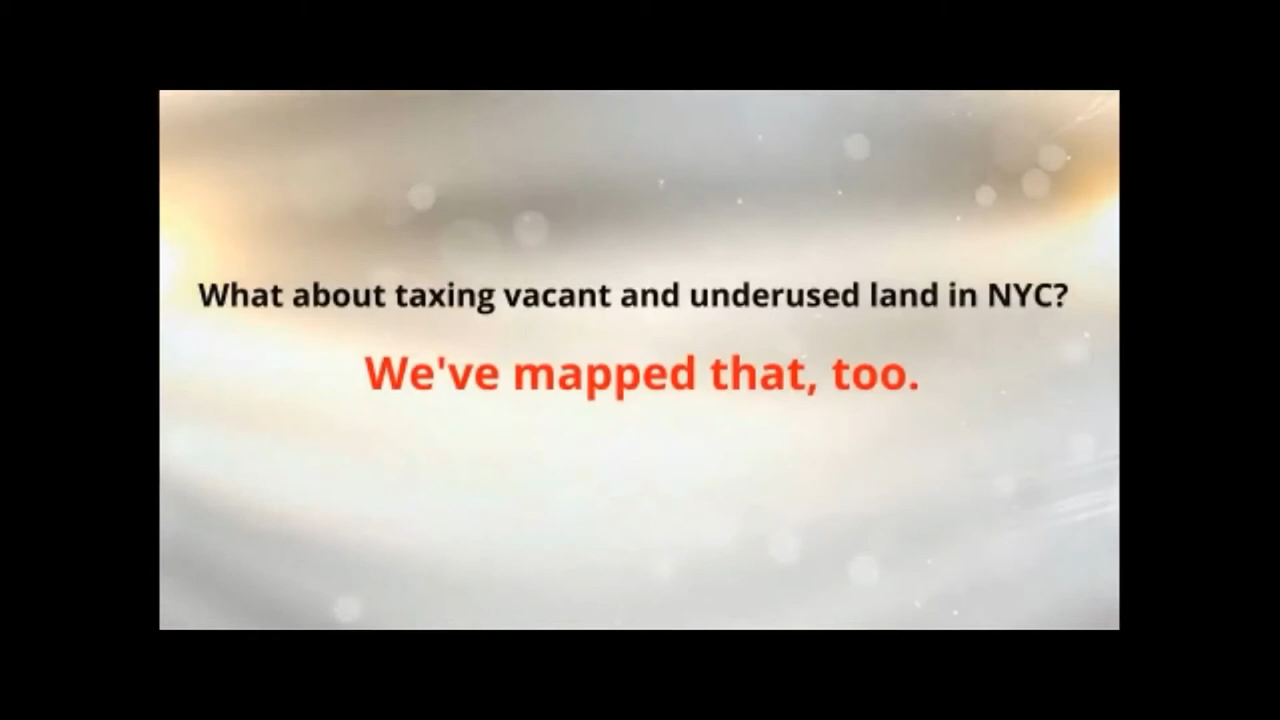 What about taxing vacant and underused land in NYC?
We've mapped that, too.